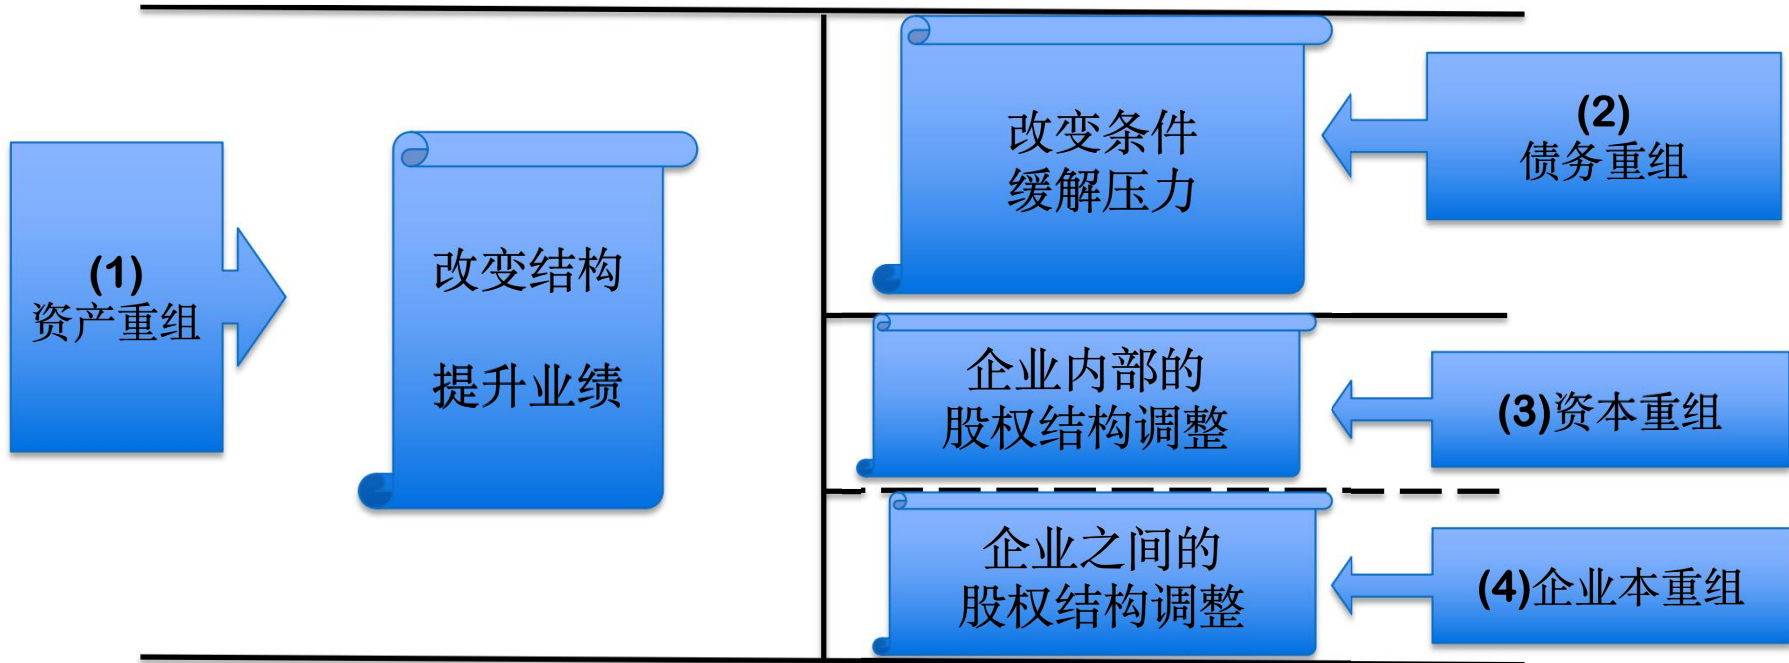 (1)
资产重组
改变结构
提升业绩
改变条件
缓解压力
(2)
债务重组
企业内部的
股权结构调整
(3)资本重组
企业之间的
股权结构调整
(4)企业本重组